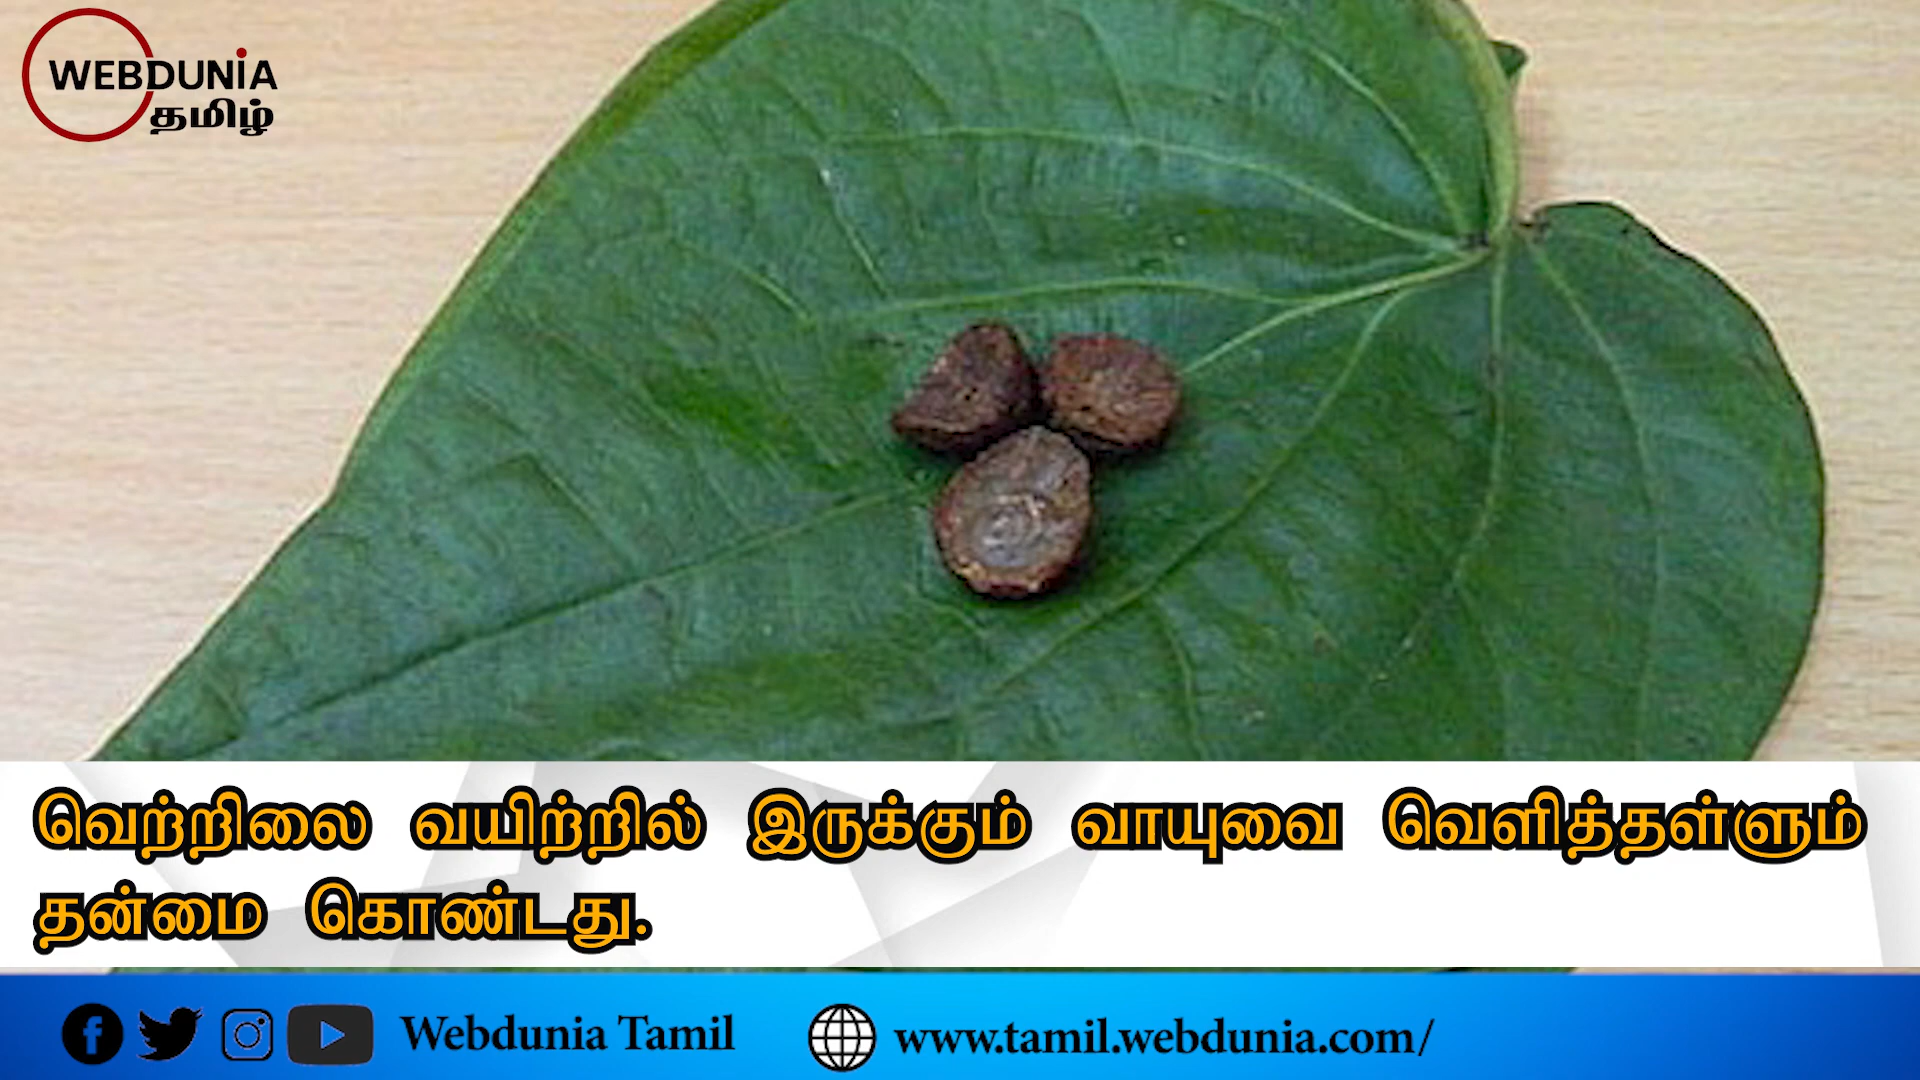 WEBDUNIA
தமிழ்
வெற்றிலை வயிற்றில் இருக்கும் வாயுவை வெளித்தள்ளும்
தன்மை கொண்டது.
Webdunia Tamil www.tamil.webdunia.com/